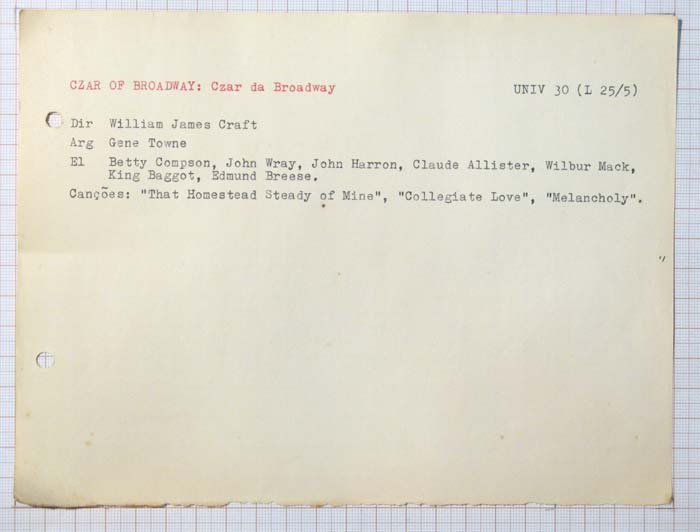 CZAR OF BROADWAY: Czar da Broadway UNIV 30 (L 25/5)
Dir William James Craft
Arg Gene Towne
El Betty Compson, John Wray, John Harron, Claude Allister, Wilbur Mack,
King Baggot, Edmund Breese.
Canções: "That Homestead Steady of Mine", "Collegiate Love", "Melancholy".